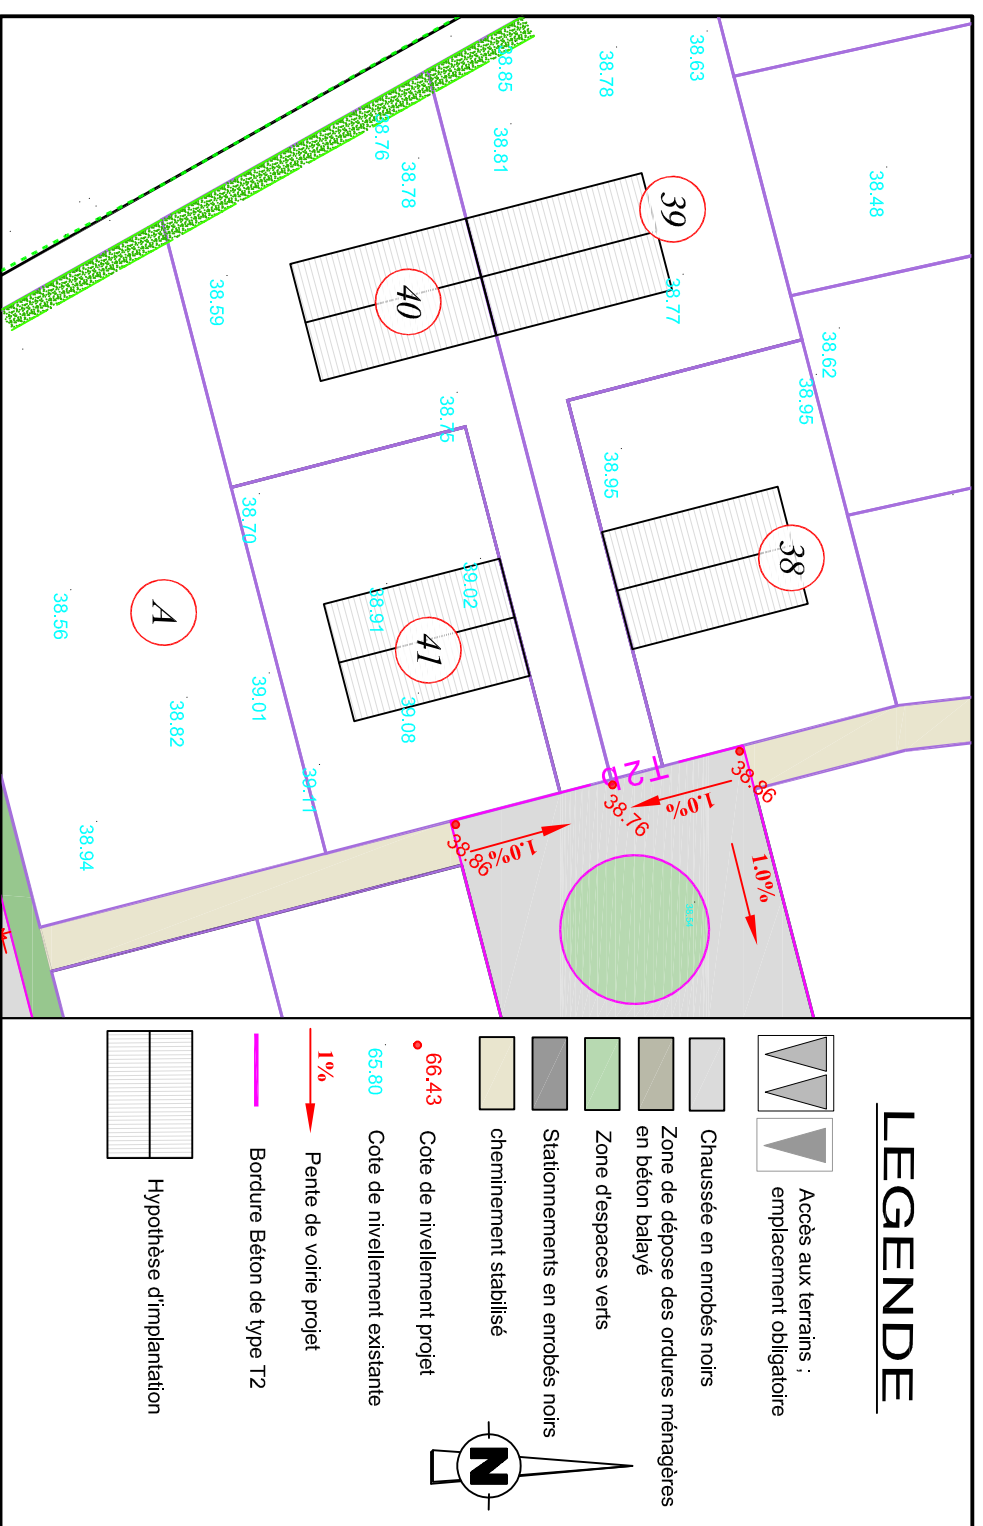 38.63
38.78
38.85
38.48
38.81
38.76
38.78
39
38.77
38.59
40
38.62
38.95
38.75
38.95
38.70
38
39.02
38.91
41
38.56
A
39.01
38.82
39.08
39.11
38.94
T2b
38.86
38.76
38.86
1.0%
1.0%
1.0%
LEGENDE
Accès aux terrains ;
emplacement obligatoire
Chaussée en enrobés noirs
Zone de dépose des ordures ménagères
en béton balayé
Zone d'espaces verts
Stationnements en enrobés noirs
cheminement stabilisé
66.43
Cote de nivellement projet
65.80
Cote de nivellement existante
1%
Pente de voirie projet
Bordure Béton de type T2
Hypothèse d'implantation
N